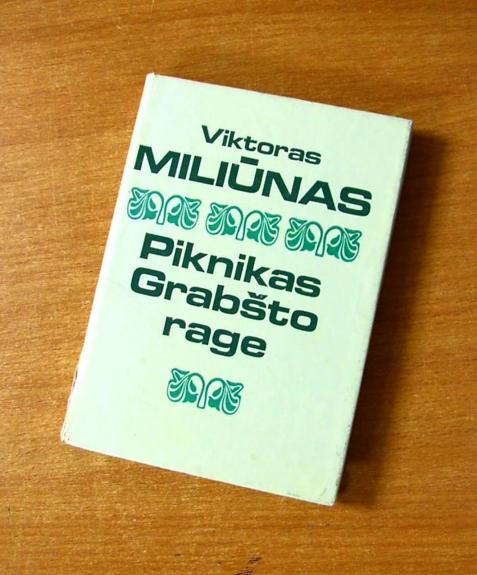 Viktoras
MILIŪNAS
Piknikas
Grabšto
rage